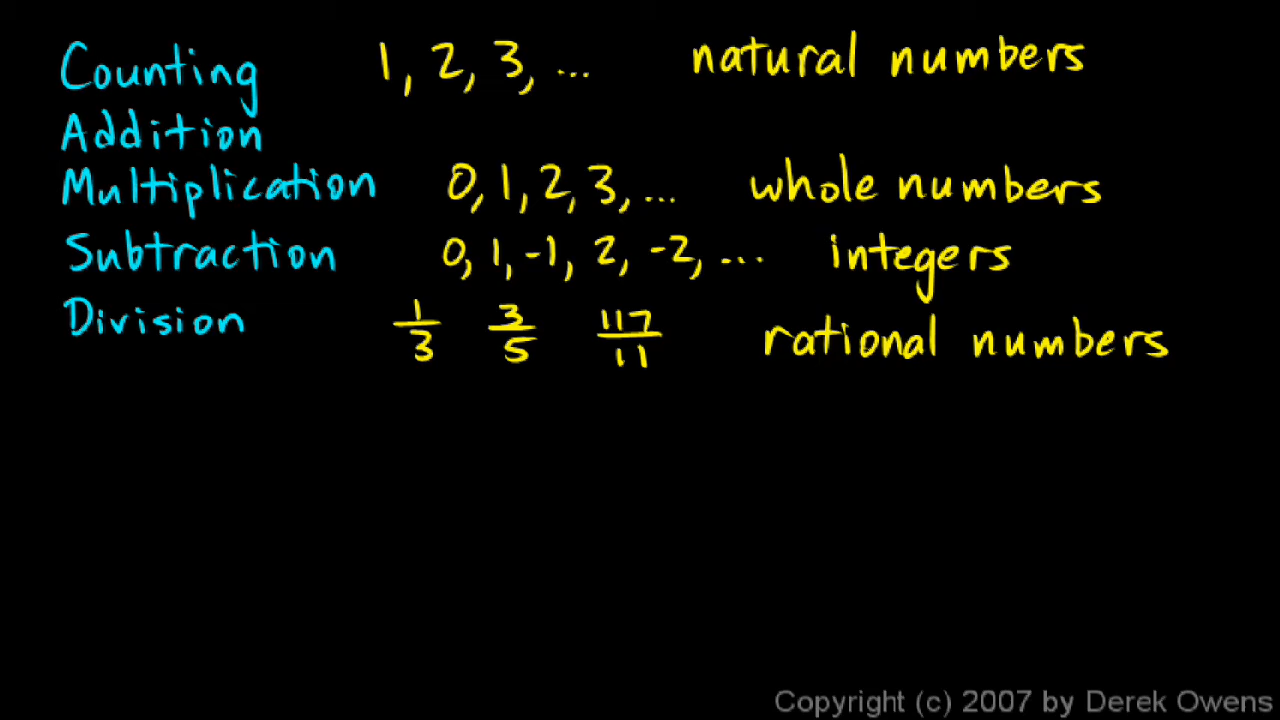 Counting 1, 2, 3, ... natural numbers
Addition
Multiplication 0, 1, 2, 3, ... whole numbers
Subtraction 0, 1, -1, 2, -2, ... integers
Division 1/3 3/5 117/11 rational numbers
Copyright (c) 2007 by Derek Owens